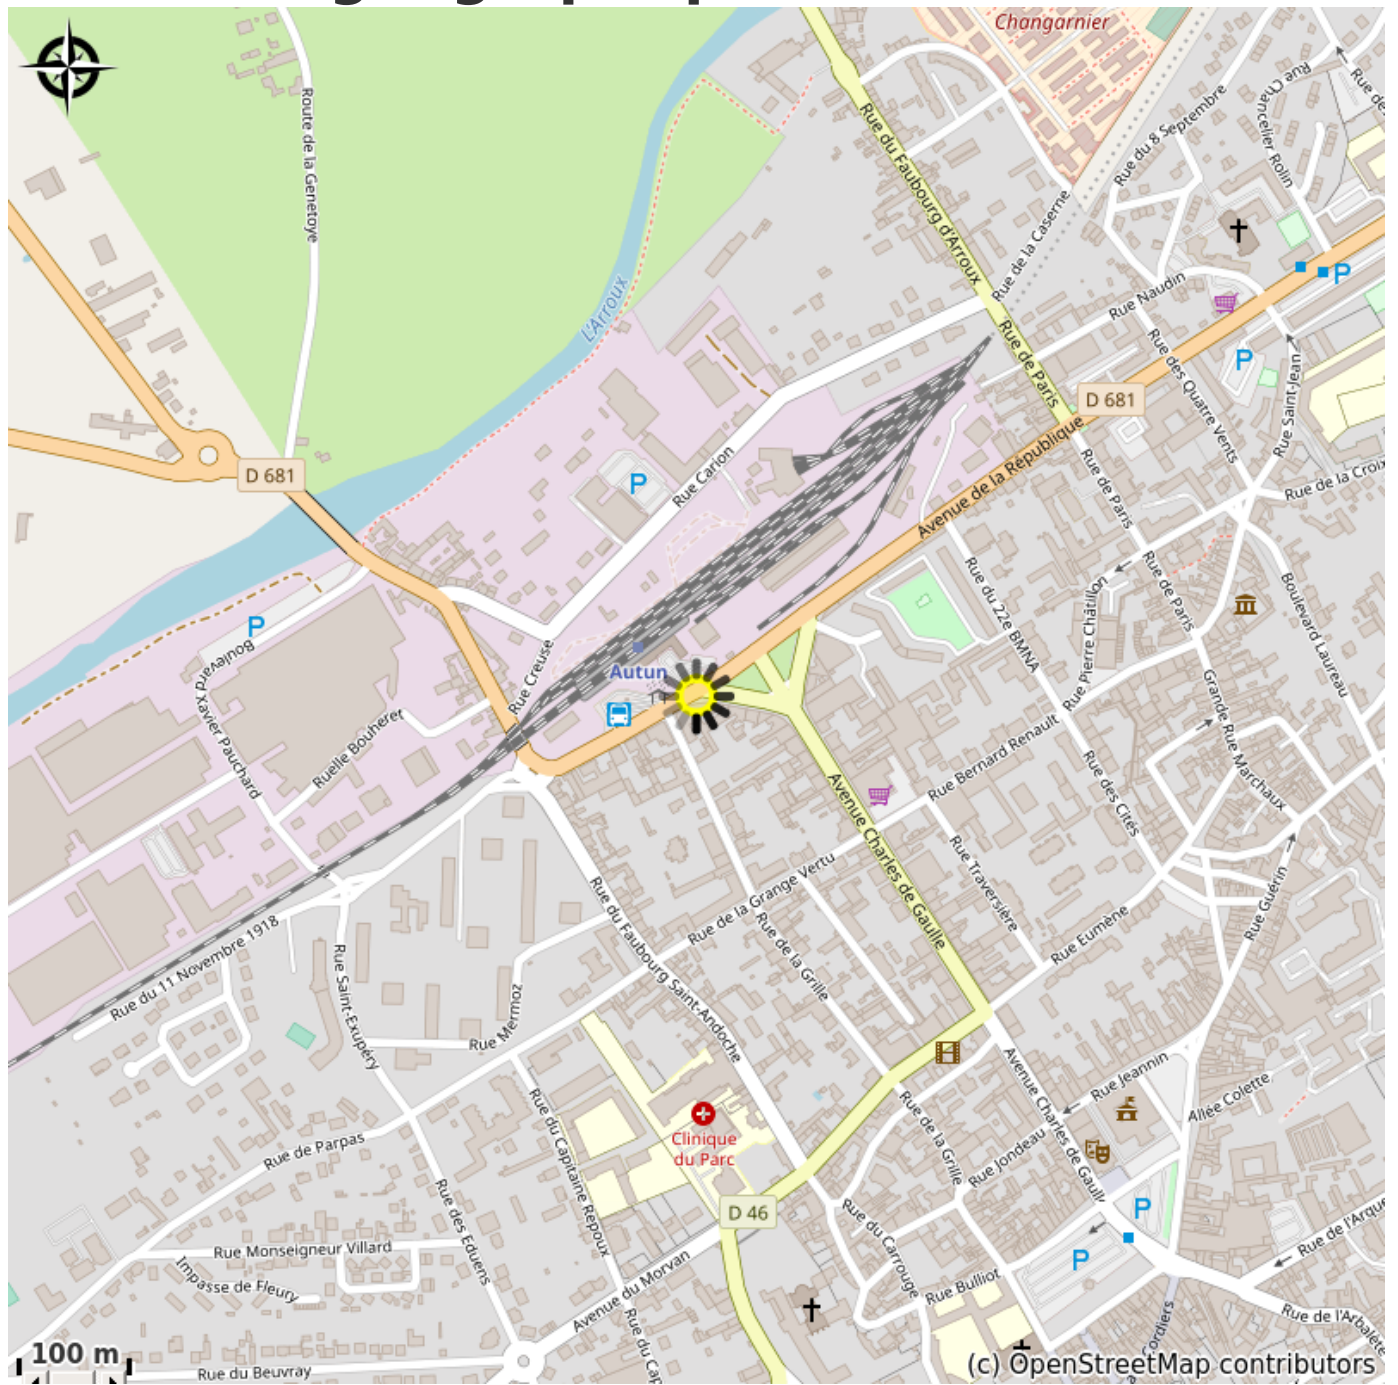 Changarnier
Route de la Genetoye
Rue du Faubourg d'Arroux
Rue du 8 Septembre
Rue Chancelier Rolin
Rue de la Caserne
L'Arroux
Rue Naudin
P
Rue de Paris
Rue des Quatre Vents
P
Rue Saint-Jean
D 681
D 681
Avenue de la République
Rue Carion
P
Rue de Paris
Rue de la Croix
Rue du 22e BMNA
Rue Pierre Châtillon
Rue de Paris
Boulevard Laureau
P
Boulevard Xavier Pauchard
Rue Creuse
Autun
Grande Rue Marchaux
Ruelle Bouheret
Rue Bernard Renault
Rue des Cités
Avenue Charles de Gaulle
Rue Traversière
Rue de la Grange Vertu
Rue Guérin
Rue du Faubourg Saint-Andoche
Rue de la Grille
Rue Eumène
Rue du 11 Novembre 1918
Rue Saint-Exupéry
Rue Mermoz
Avenue Charles de Gaulle
Rue Jeannin
Allée Colette
Rue du Capitaine Repoux
Clinique
du Parc
Rue de la Grille
Rue Jondeau
Rue de Parpas
Rue des Eduens
D 46
P
P
Rue du Carrouge
Rue Monseigneur Villard
Impasse de Fleury
Avenue du Morvan
Rue Bulliot
Cordiers
Rue du Beuvray
100 m
(c) OpenStreetMap contributors